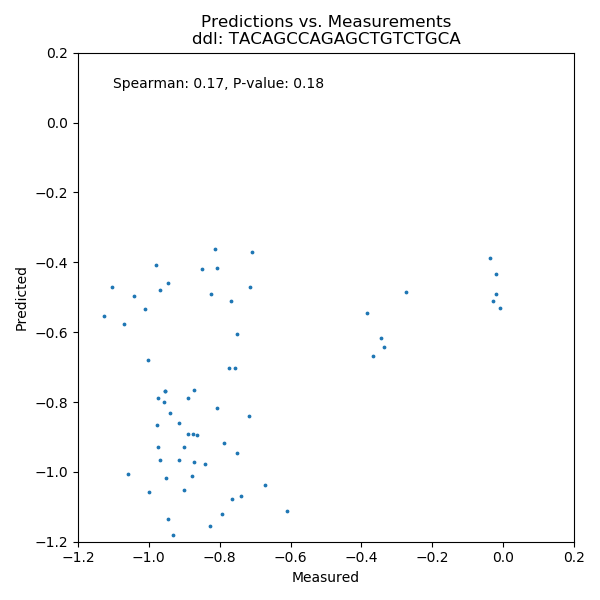 Predictions vs. Measurements
ddl: TACAGCCAGAGCTGTCTGCA
0.2
Spearman: 0.17, P-value: 0.18
0.0
−0.2
−0.4
Predicted
−0.6
−0.8
−1.0
−1.2
−1.2 −1.0 −0.8 −0.6 −0.4 −0.2 0.0 0.2
Measured